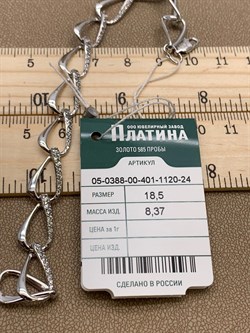 ООО ЮВЕЛИРНЫЙ ЗАВОД
ПЛАТИНА
ЗОЛОТО 585 ПРОБЫ
АРТИКУЛ
05-0388-00-401-1120-24
РАЗМЕР 18,5
МАССА ИЗД. 8,37
ЦЕНА за 1г
ЦЕНА ИЗД.
СДЕЛАНО В РОССИИ